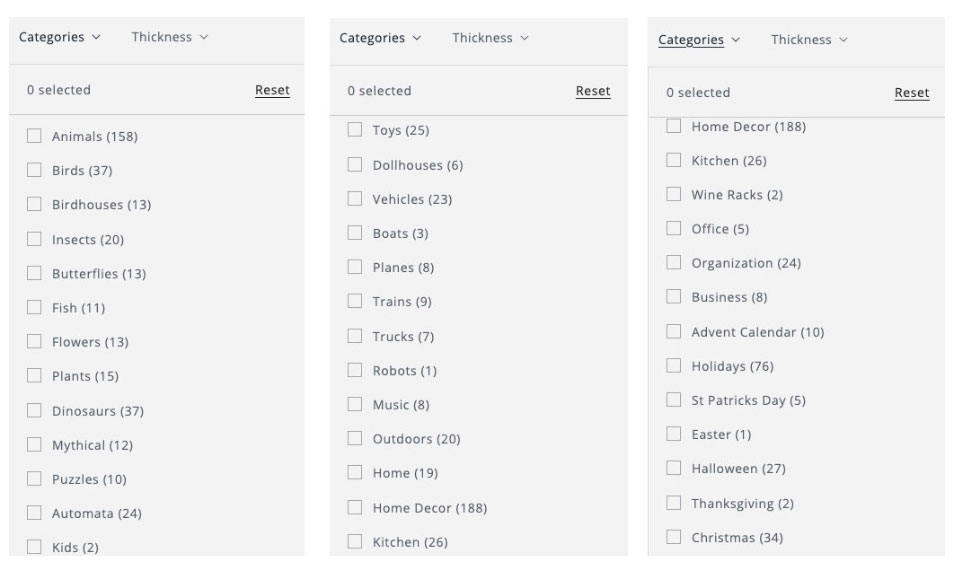 Categories Thickness
0 selected Reset
Animals (158)
Birds (37)
Birdhouses (13)
Insects (20)
Butterflies (13)
Fish (11)
Flowers (13)
Plants (15)
Dinosaurs (37)
Mythical (12)
Puzzles (10)
Automata (24)
Kids (2)
Categories Thickness
0 selected Reset
Toys (25)
Dollhouses (6)
Vehicles (23)
Boats (3)
Planes (8)
Trains (9)
Trucks (7)
Robots (1)
Music (8)
Outdoors (20)
Home (19)
Home Decor (188)
Kitchen (26)
Categories Thickness
0 selected Reset
Home Decor (188)
Kitchen (26)
Wine Racks (2)
Office (5)
Organization (24)
Business (8)
Advent Calendar (10)
Holidays (76)
St Patricks Day (5)
Easter (1)
Halloween (27)
Thanksgiving (2)
Christmas (34)